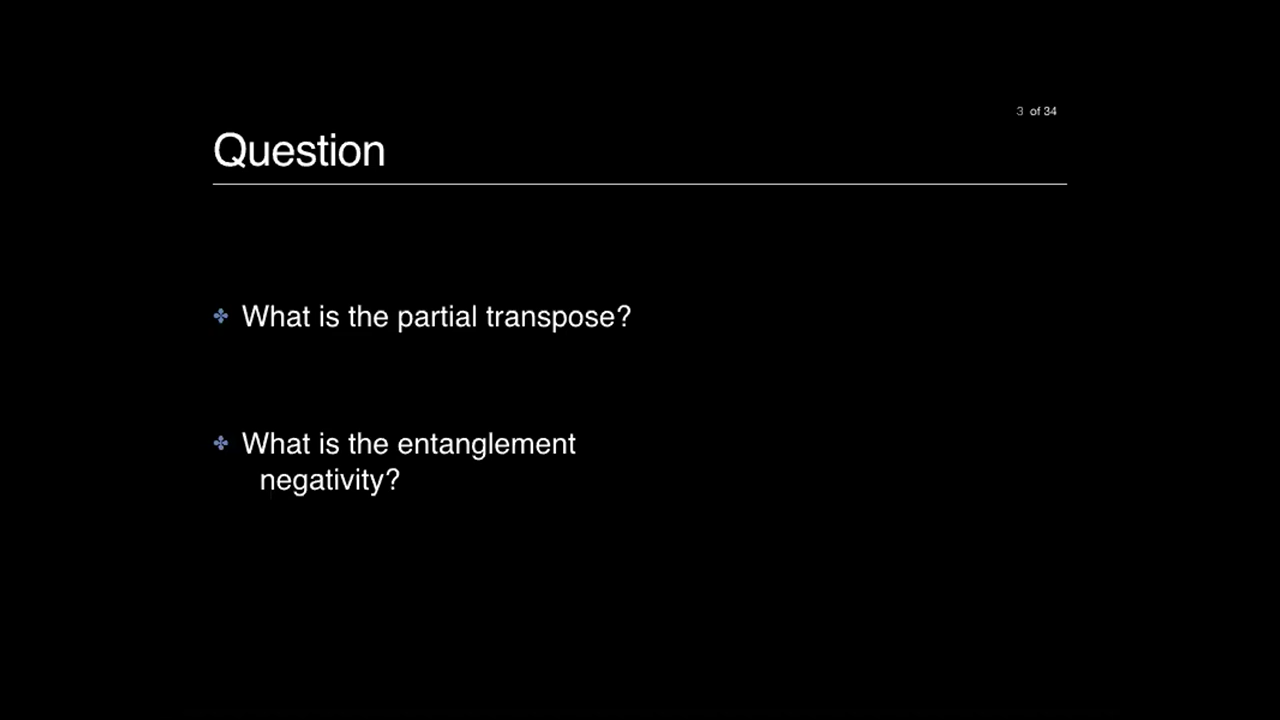 3 of 34
Question
What is the partial transpose?
What is the entanglement
negativity?